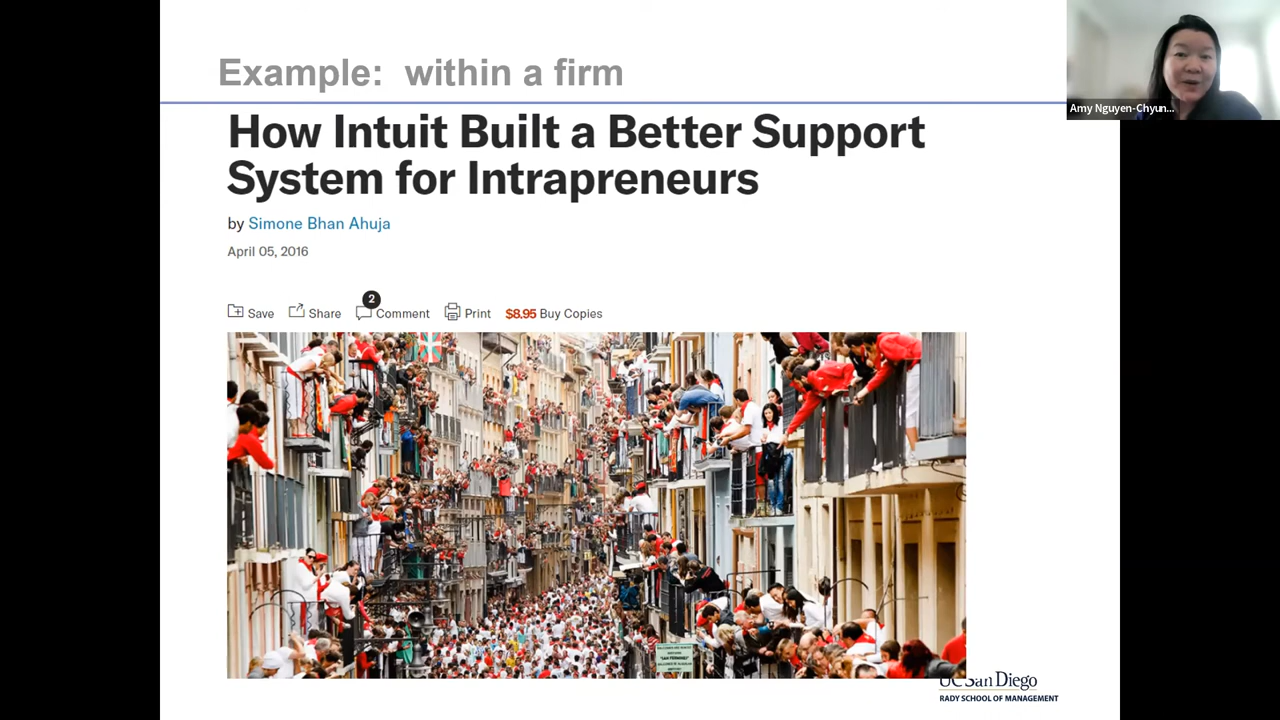 Example: within a firm
Amy Nguyen-Chyun...
How Intuit Built a Better Support
System for Intrapreneurs
by Simone Bhan Ahuja
April 05, 2016
2
Save Share Comment Print $8.95 Buy Copies
UC San Diego
RADY SCHOOL OF MANAGEMENT